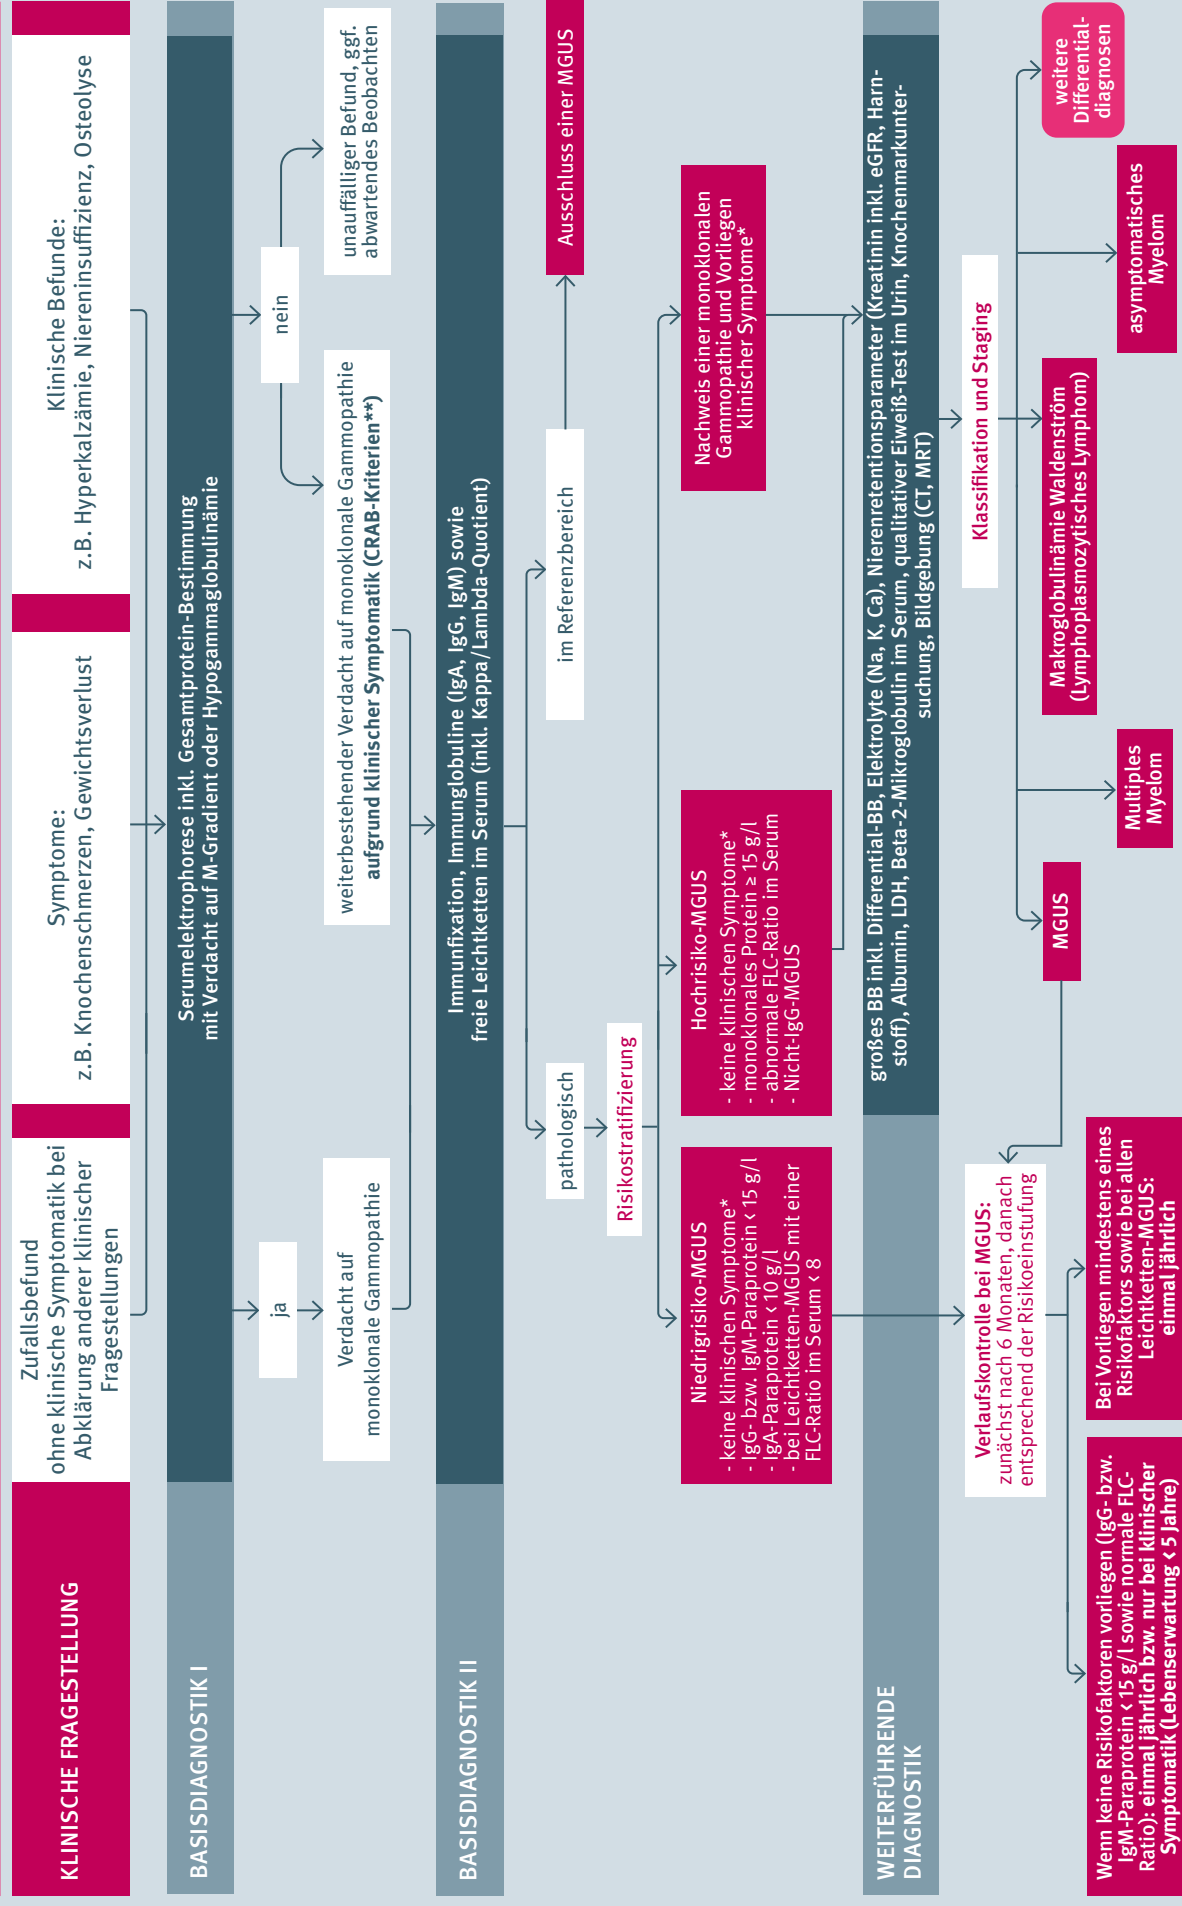 KLINISCHE FRAGESTELLUNG
Zufallsbefund
ohne klinische Symptomatik bei
Abklärung anderer klinischer
Fragestellungen
Symptome:
z.B. Knochenschmerzen, Gewichtsverlust
Klinische Befunde:
z.B. Hyperkalzämie, Niereninsuffizienz, Osteolyse
BASISDIAGNOSTIK I
Serumelektrophorese inkl. Gesamtprotein-Bestimmung
mit Verdacht auf M-Gradient oder Hypogammaglobulinämie
ja
nein
Verdacht auf
monoklonale Gammopathie
weiterbestehender Verdacht auf monoklonale Gammopathie
aufgrund klinischer Symptomatik (CRAB-Kriterien**)
unauffälliger Befund, ggf.
abwartendes Beobachten
BASISDIAGNOSTIK II
Immunfixation, Immunglobuline (IgA, IgG, IgM) sowie
freie Leichtketten im Serum (inkl. Kappa/Lambda-Quotient)
pathologisch
im Referenzbereich
Ausschluss einer MGUS
Risikostratifizierung
Niedrigrisiko-MGUS
- keine klinischen Symptome*
- IgG- bzw. IgM-Paraprotein < 15 g/l
- IgA-Paraprotein < 10 g/l
- bei Leichtketten-MGUS mit einer
FLC-Ratio im Serum < 8
Hochrisiko-MGUS
- keine klinischen Symptome*
- monoklonales Protein ≥ 15 g/l
- abnormale FLC-Ratio im Serum
- Nicht-IgG-MGUS
Nachweis einer monoklonalen
Gammopathie und Vorliegen
klinischer Symptome*
WEITERFÜHRENDE
DIAGNOSTIK
großes BB inkl. Differential-BB, Elektrolyte (Na, K, Ca), Nierenretentionsparameter (Kreatinin inkl. eGFR, Harn-
stoff), Albumin, LDH, Beta-2-Mikroglobulin im Serum, qualitativer Eiweiß-Test im Urin, Knochenmarkunter-
suchung, Bildgebung (CT, MRT)
Verlaufskontrolle bei MGUS:
zunächst nach 6 Monaten, danach
entsprechend der Risikoeinstufung
Klassifikation und Staging
MGUS
Multiples
Myelom
Makroglobulinämie Waldenström
(Lymphoplasmozytisches Lymphom)
asymptomatisches
Myelom
weitere
Differential-
diagnosen
Wenn keine Risikofaktoren vorliegen (IgG- bzw.
IgM-Paraprotein < 15 g/l sowie normale FLC-
Ratio): einmal jährlich bzw. nur bei klinischer
Symptomatik (Lebenserwartung < 5 Jahre)
Bei Vorliegen mindestens eines
Risikofaktors sowie bei allen
Leichtketten-MGUS:
einmal jährlich